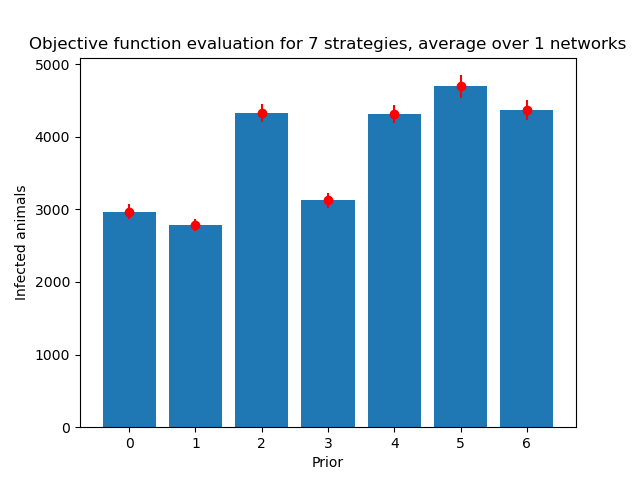 Objective function evaluation for 7 strategies, average over 1 networks
5000
4000
3000
2000
1000
0
Infected animals
0 1 2 3 4 5 6
Prior